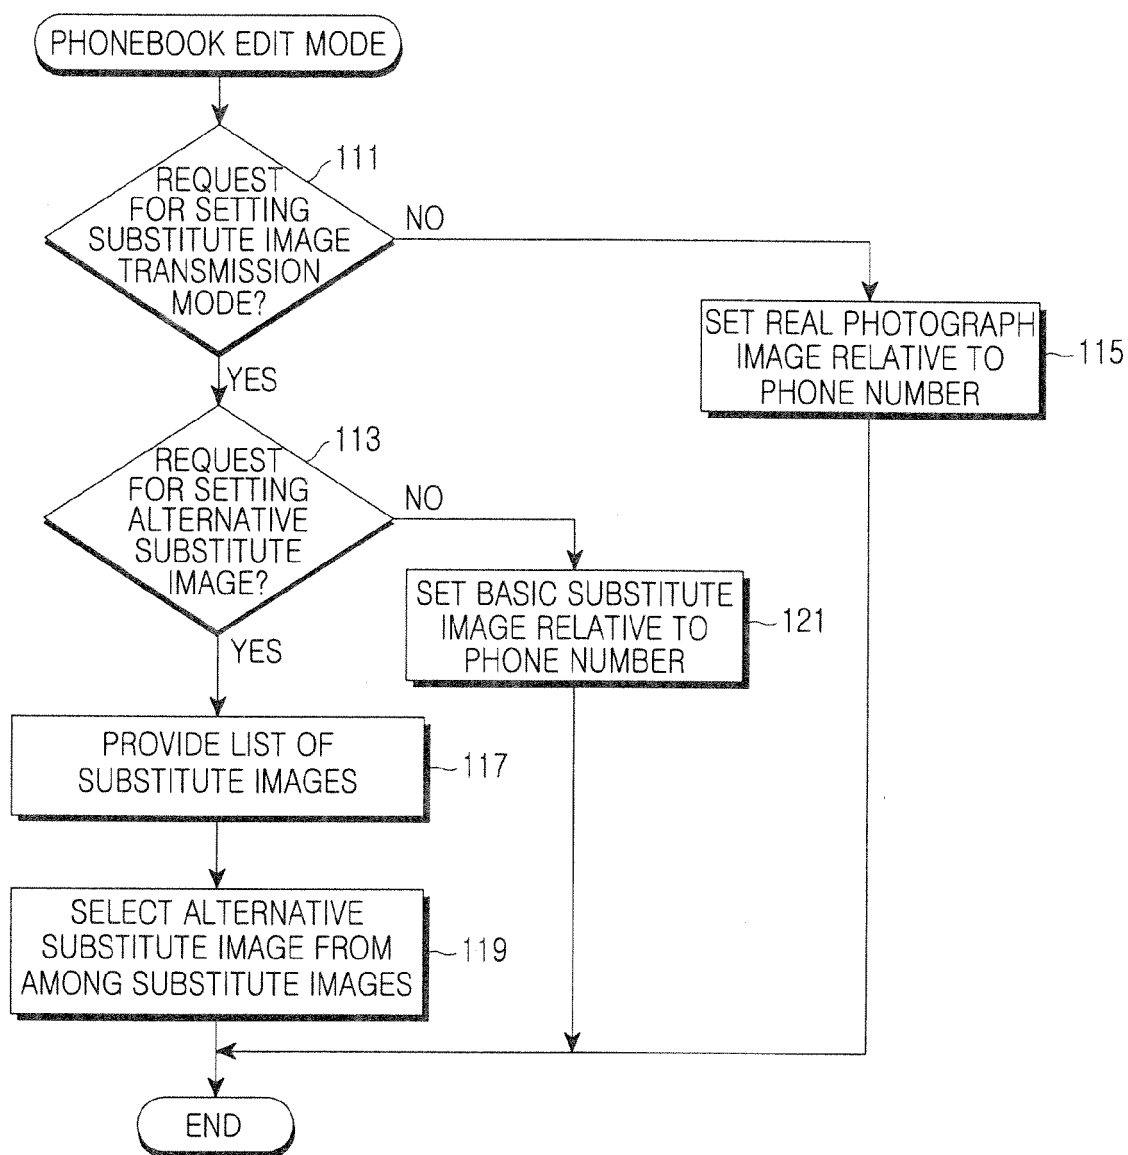 PHONEBOOK EDIT MODE
111
REQUEST
FOR SETTING
SUBSTITUTE IMAGE
TRANSMISSION
MODE?
NO
YES
SET REAL PHOTOGRAPH
IMAGE RELATIVE TO
PHONE NUMBER
115
113
REQUEST
FOR SETTING
ALTERNATIVE
SUBSTITUTE
IMAGE?
NO
YES
SET BASIC SUBSTITUTE
IMAGE RELATIVE TO
PHONE NUMBER
121
PROVIDE LIST OF
SUBSTITUTE IMAGES
117
SELECT ALTERNATIVE
SUBSTITUTE IMAGE FROM
AMONG SUBSTITUTE IMAGES
119
END